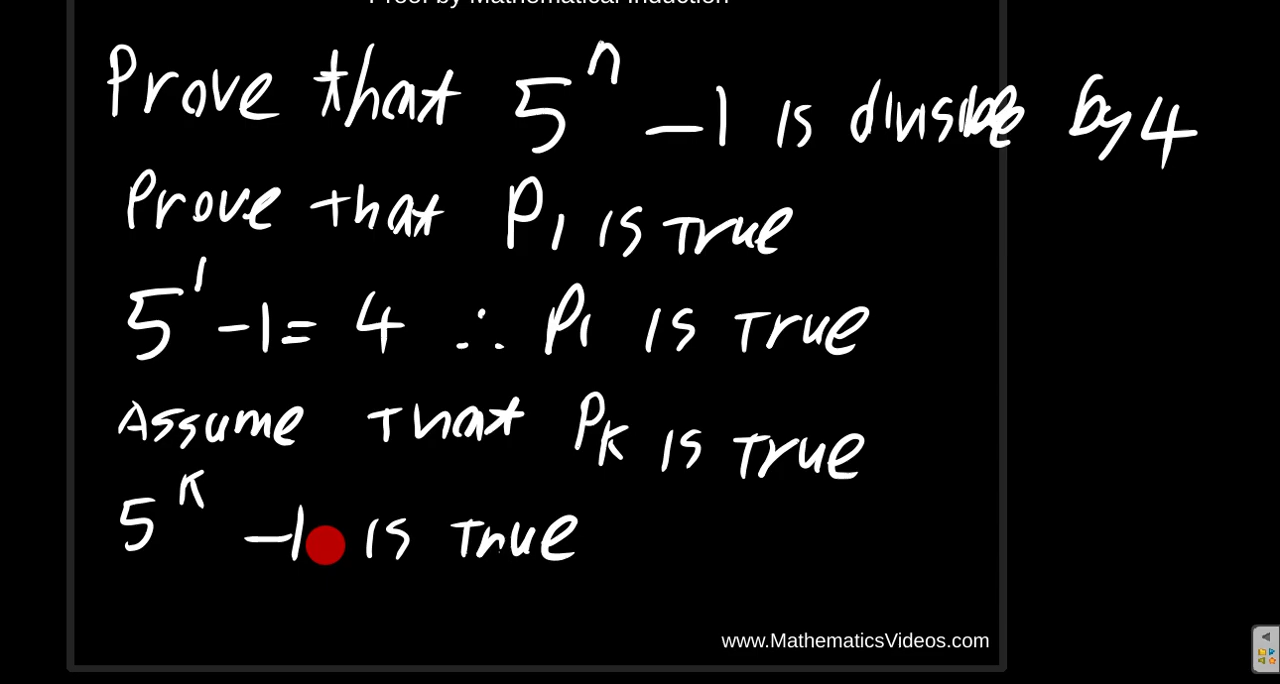 Proof by Mathematical Induction
Prove that 5^n - 1 is divisible by 4
Prove that P1 is true
5^1 - 1 = 4 ∴ P1 is true
Assume that PK is true
5^K - 1 is true
www.MathematicsVideos.com